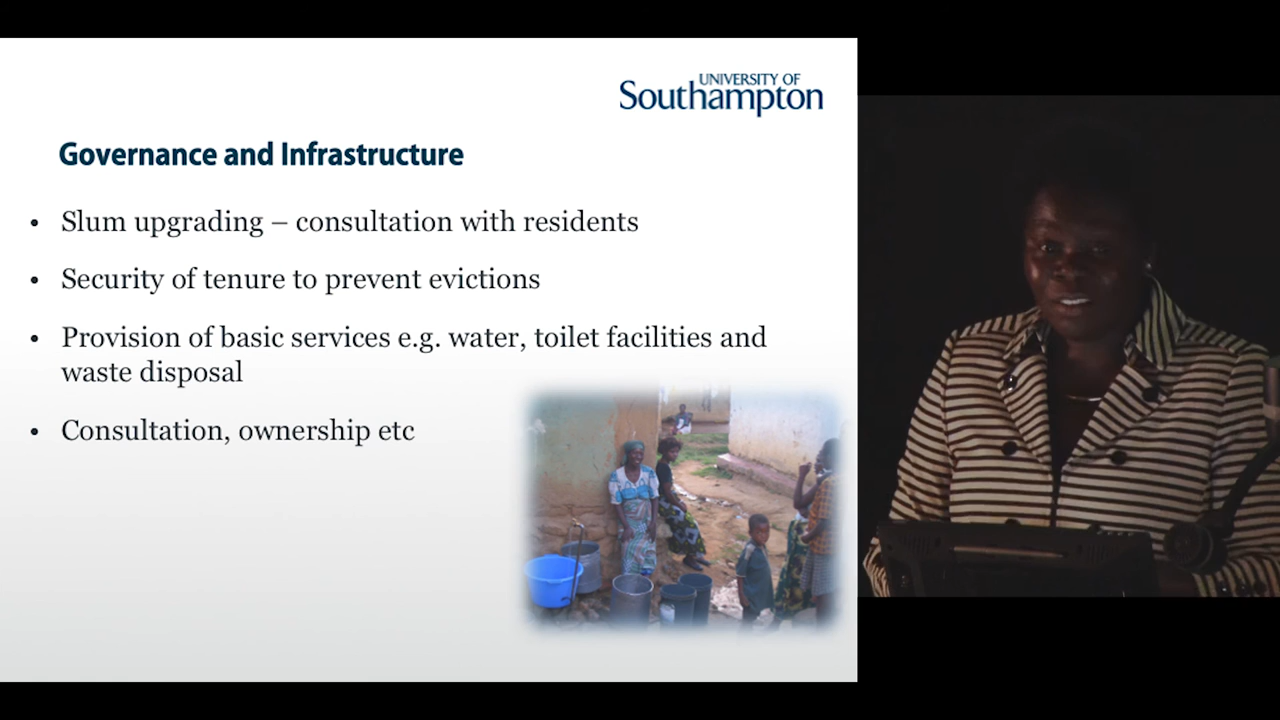 UNIVERSITY OF
Southampton
Governance and Infrastructure
• Slum upgrading – consultation with residents
• Security of tenure to prevent evictions
• Provision of basic services e.g. water, toilet facilities and
waste disposal
• Consultation, ownership etc